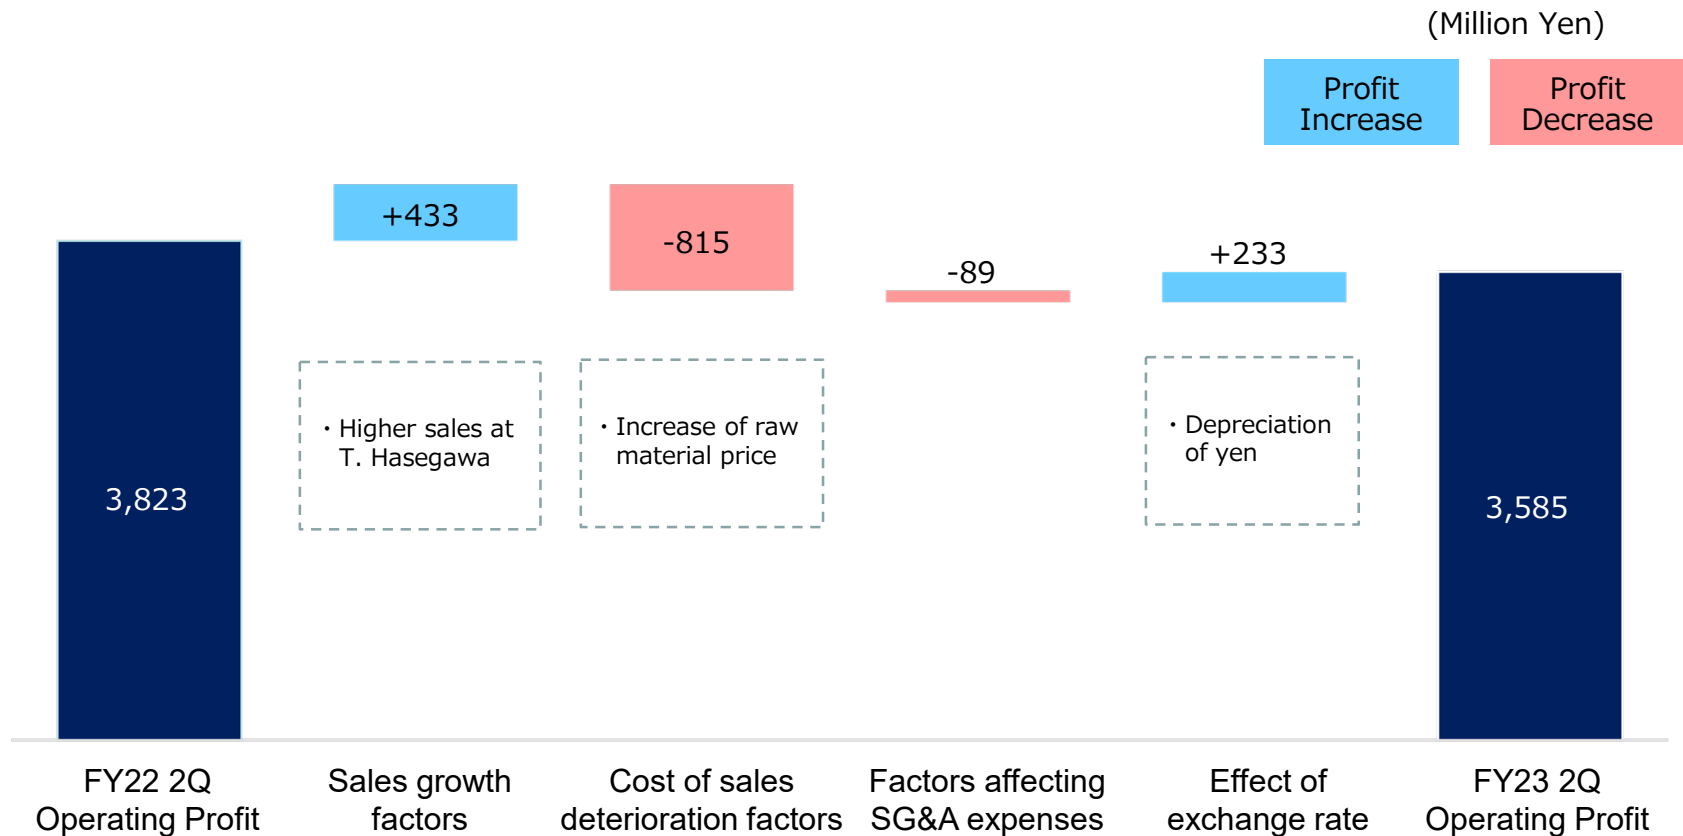 (Million Yen)
Profit
Increase
Profit
Decrease
+433
-815
-89
+233
・Higher sales at
T. Hasegawa
・Increase of raw
material price
・Depreciation
of yen
3,823
3,585
FY22 2Q
Operating Profit
Sales growth
factors
Cost of sales
deterioration factors
Factors affecting
SG&A expenses
Effect of
exchange rate
FY23 2Q
Operating Profit